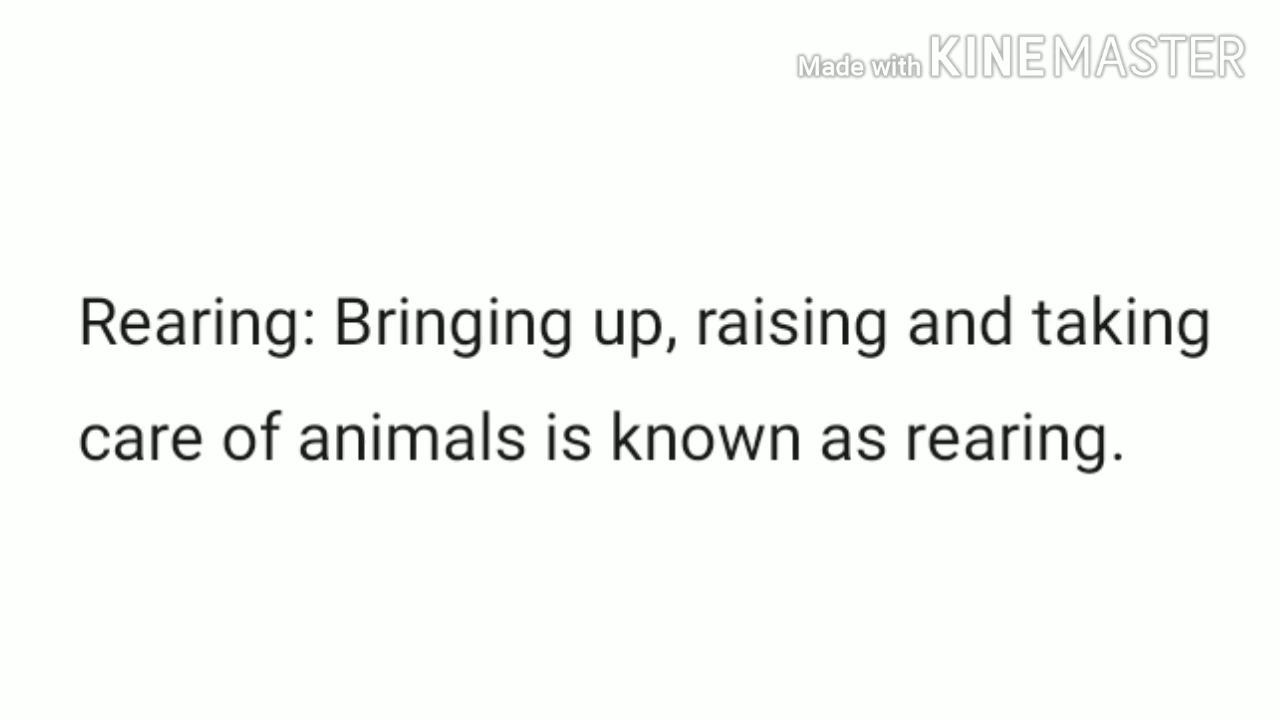 Made with KINEMASTER
Rearing: Bringing up, raising and taking
care of animals is known as rearing.